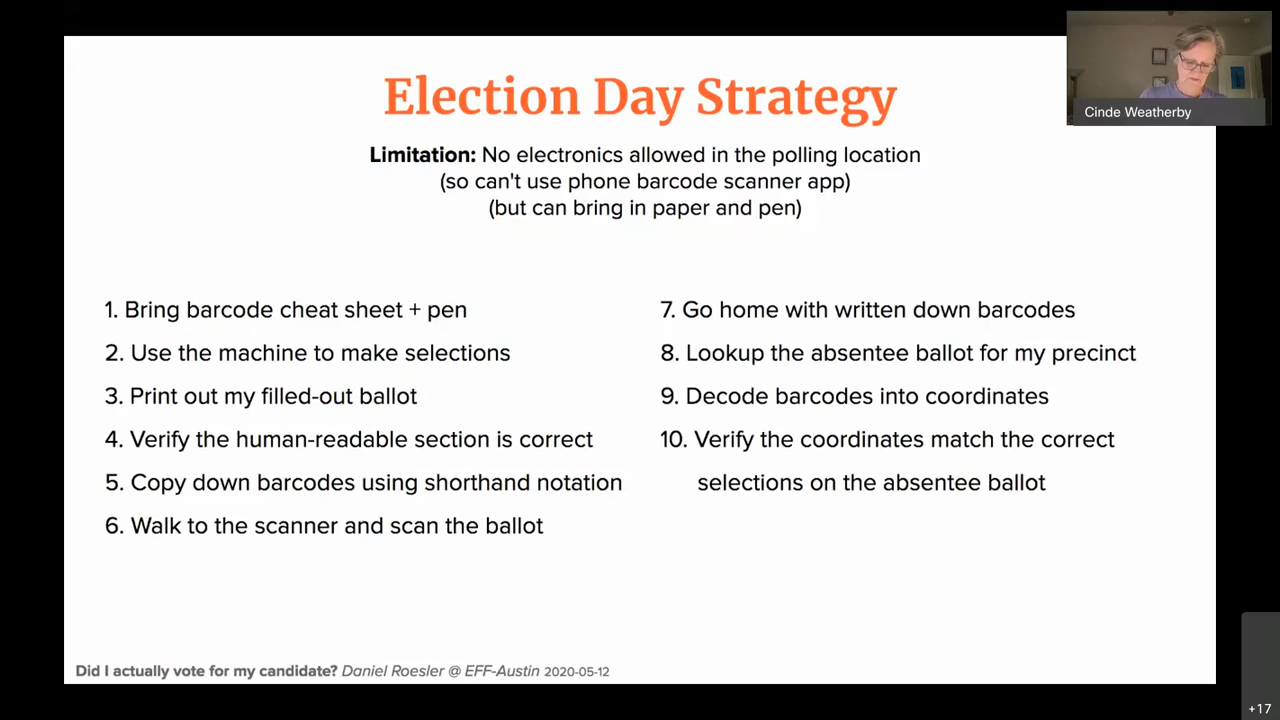 Election Day Strategy
Limitation: No electronics allowed in the polling location
(so can't use phone barcode scanner app)
(but can bring in paper and pen)
1. Bring barcode cheat sheet + pen
2. Use the machine to make selections
3. Print out my filled-out ballot
4. Verify the human-readable section is correct
5. Copy down barcodes using shorthand notation
6. Walk to the scanner and scan the ballot
7. Go home with written down barcodes
8. Lookup the absentee ballot for my precinct
9. Decode barcodes into coordinates
10. Verify the coordinates match the correct
selections on the absentee ballot
Did I actually vote for my candidate? Daniel Roesler @ EFF-Austin 2020-05-12
Cinde Weatherby
+17